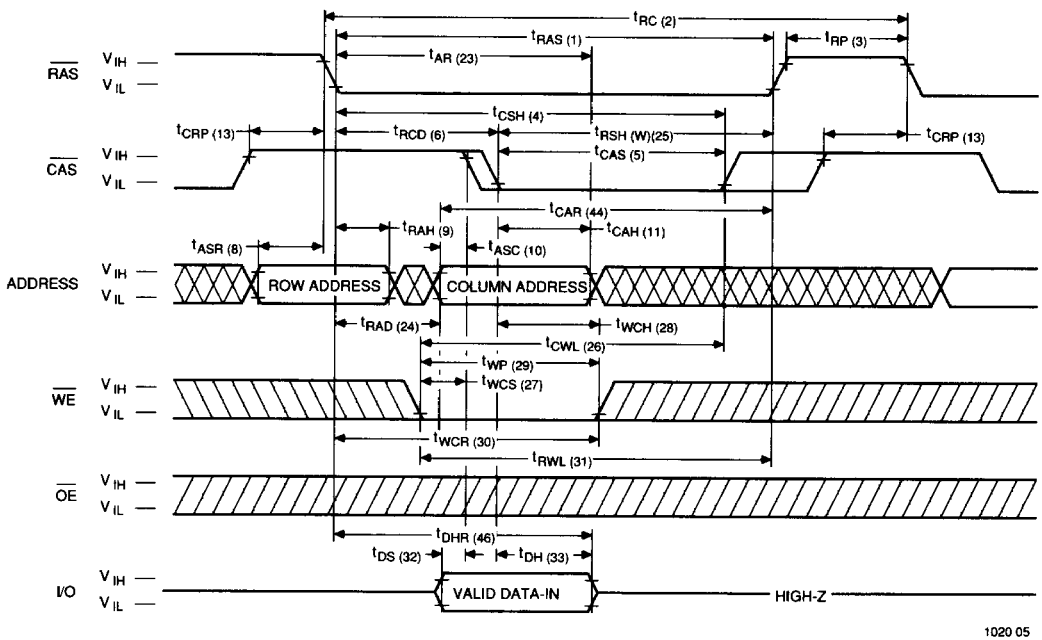 tRC (2)
tRAS (1)
tRP (3)
tAR (23)
RAS
VIH
VIL
tCSH (4)
tCRP (13)
tRCD (6)
tRSH (W)(25)
tCRP (13)
CAS
VIH
VIL
tCAS (5)
tCAR (44)
tRAH (9)
tCAH (11)
tASR (8)
tASC (10)
ADDRESS
VIH
VIL
ROW ADDRESS
COLUMN ADDRESS
tRAD (24)
tWCH (28)
tCWL (26)
tWP (29)
tWCS (27)
WE
VIH
VIL
tWCR (30)
tRWL (31)
OE
VIH
VIL
tDHR (46)
tDS (32)
tDH (33)
I/O
VIH
VIL
VALID DATA-IN
HIGH-Z
1020 05